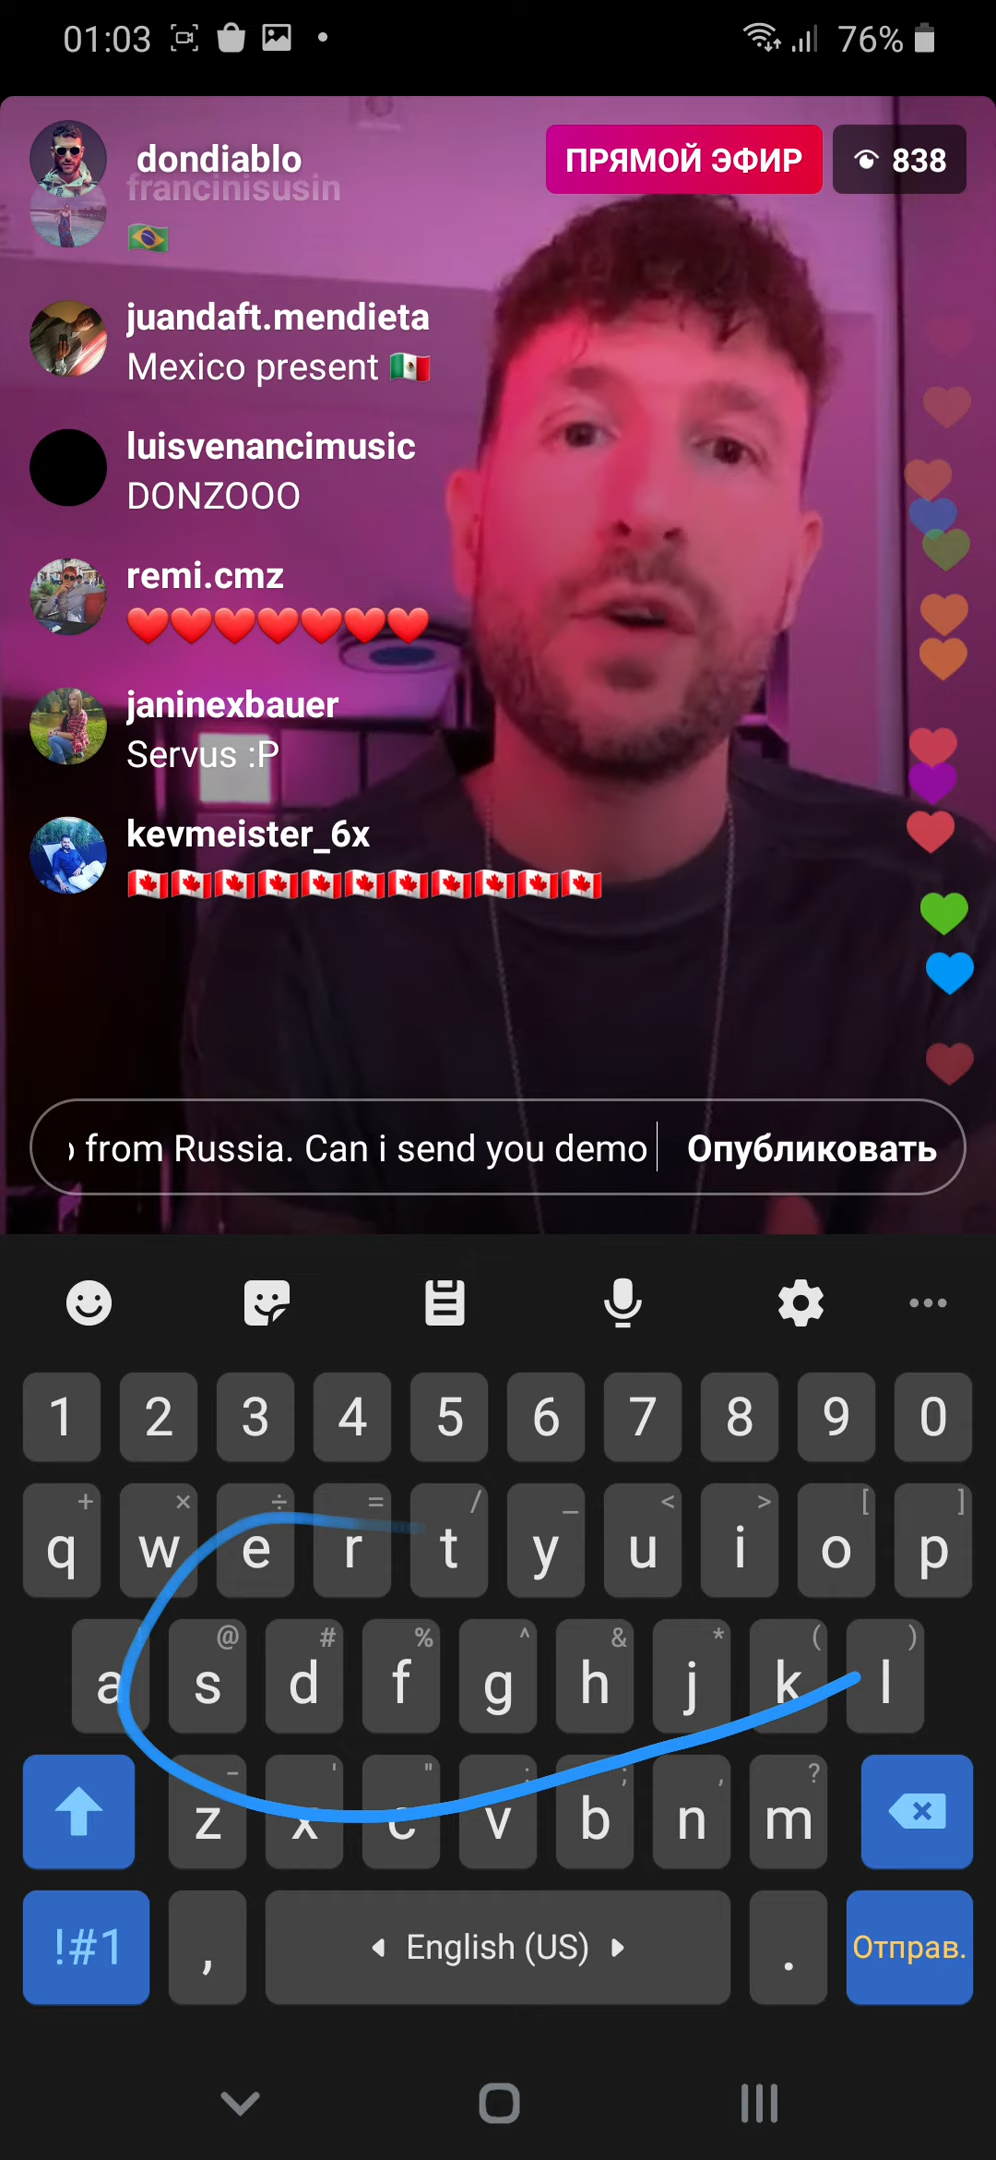 01:03
76%
dondiablo
ПРЯМОЙ ЭФИР
838
francinisusin
🇧🇷
juandaft.mendieta
Mexico present 🇲🇽
luisvenancimusic
DONZOOO
remi.cmz
❤️❤️❤️❤️❤️❤️❤️
janinexbauer
Servus :P
kevmeister_6x
🇨🇦🇨🇦🇨🇦🇨🇦🇨🇦🇨🇦🇨🇦🇨🇦🇨🇦🇨🇦🇨🇦
from Russia. Can i send you demo
Опубликовать
1 2 3 4 5 6 7 8 9 0
+ × ÷ = / _ < > [ ]
q w e r t y u i o p
@ # % ^ & * ( )
a s d f g h j k l
- ' " : ; , ?
z x c v b n m
!#1 , English (US) . Отправ.